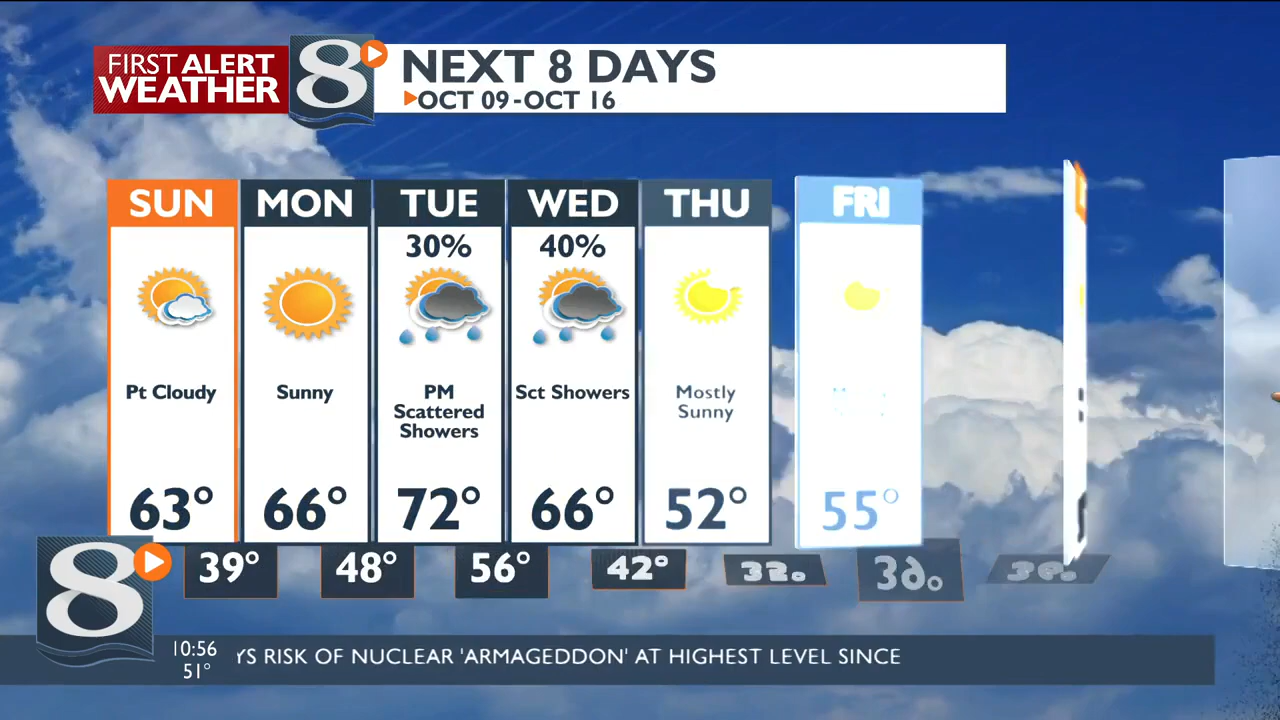 FIRST ALERT
WEATHER
8
NEXT 8 DAYS
OCT 09-OCT 16
SUN MON TUE WED THU FRI
30% 40%
Pt Cloudy
Sunny
PM
Scattered
Showers
Sct Showers
Mostly
Sunny
63° 66° 72° 66° 52° 55°
39° 48° 56° 42°
8
10:56
51°
YS RISK OF NUCLEAR 'ARMAGEDDON' AT HIGHEST LEVEL SINCE